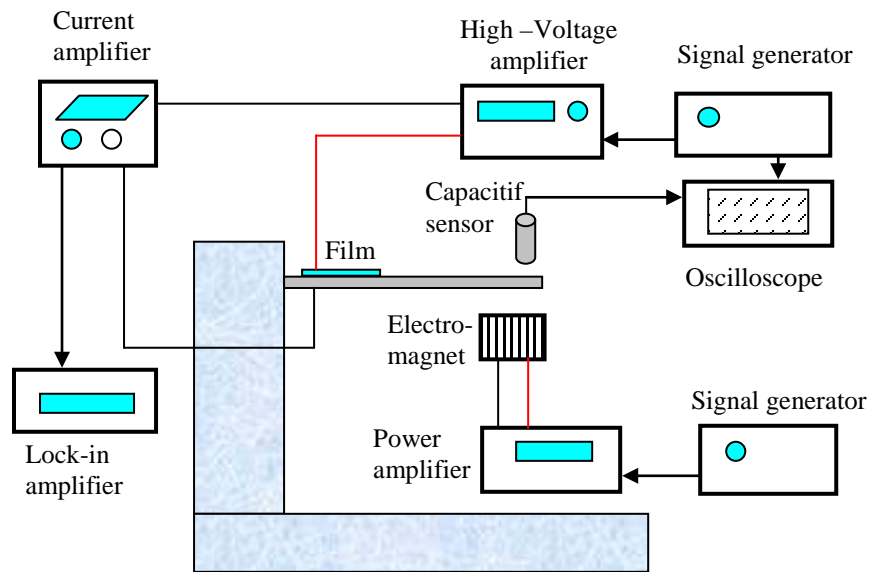 Current
amplifier
High –Voltage
amplifier
Signal generator
Capacitif
sensor
Film
Oscilloscope
Electro-
magnet
Signal generator
Power
amplifier
Lock-in
amplifier